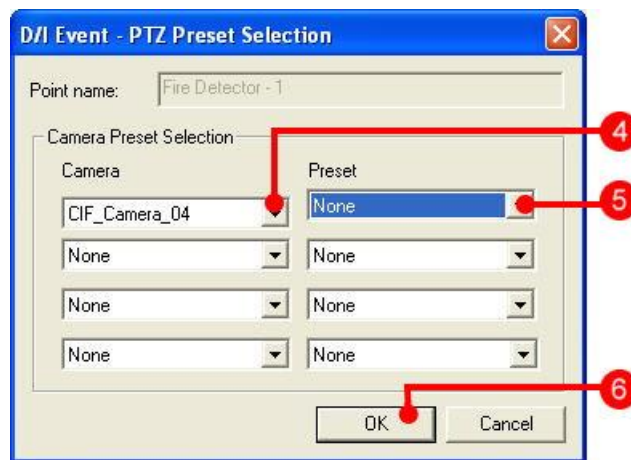 D/I Event - PTZ Preset Selection
Point name: Fire Detector - 1
Camera Preset Selection
4
Camera Preset
CIF_Camera_04 None
5
None None
None None
None None
6
OK Cancel